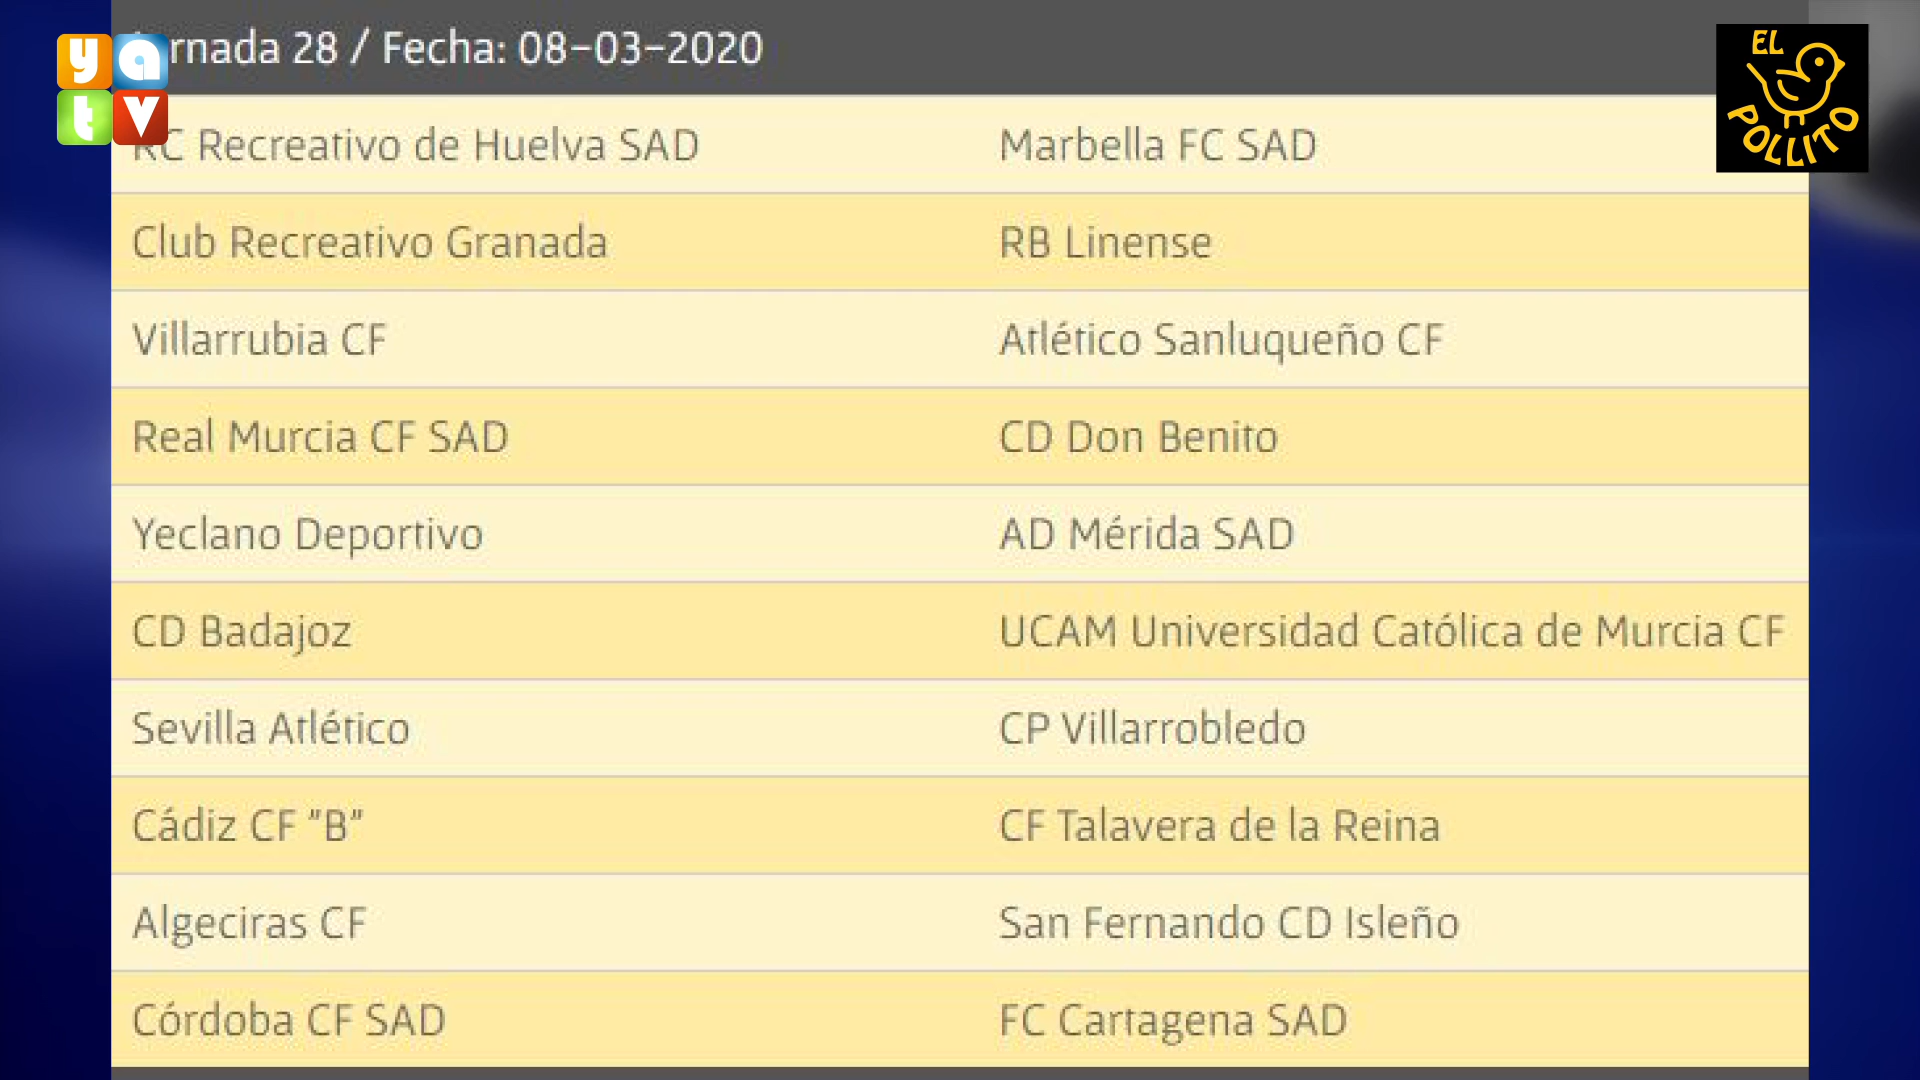 ya
tv
rnada 28 / Fecha: 08-03-2020
EL
POLLITO
RC Recreativo de Huelva SAD Marbella FC SAD
Club Recreativo Granada RB Linense
Villarrubia CF Atlético Sanluqueño CF
Real Murcia CF SAD CD Don Benito
Yeclano Deportivo AD Mérida SAD
CD Badajoz UCAM Universidad Católica de Murcia CF
Sevilla Atlético CP Villarrobledo
Cádiz CF "B" CF Talavera de la Reina
Algeciras CF San Fernando CD Isleño
Córdoba CF SAD FC Cartagena SAD